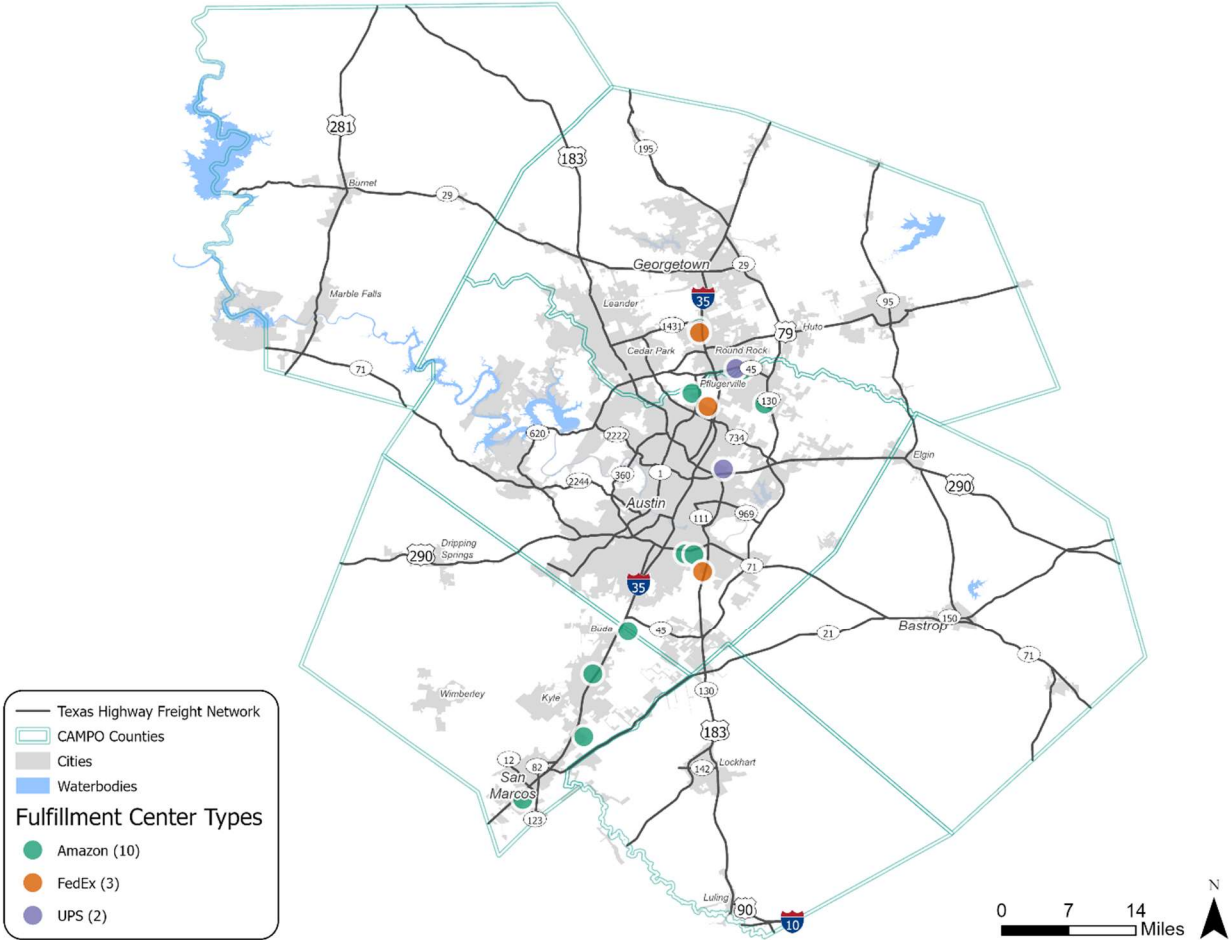 281
183
195
Burnet
29
Georgetown
29
Marble Falls
Leander
35
95
1431
79
Huto
Cedar Park
Round Rock
71
45
Pflugerville
130
620
2222
734
Elgin
360
1
2244
290
Austin
111
969
290
Dripping
Springs
71
35
Buda
45
21
150
Bastrop
71
Wimberley
Kyle
130
183
12
82
142
Lockhart
San
Marcos
123
Luling
90
10
Texas Highway Freight Network
CAMPO Counties
Cities
Waterbodies
Fulfillment Center Types
Amazon (10)
FedEx (3)
UPS (2)
N
0 7 14
Miles